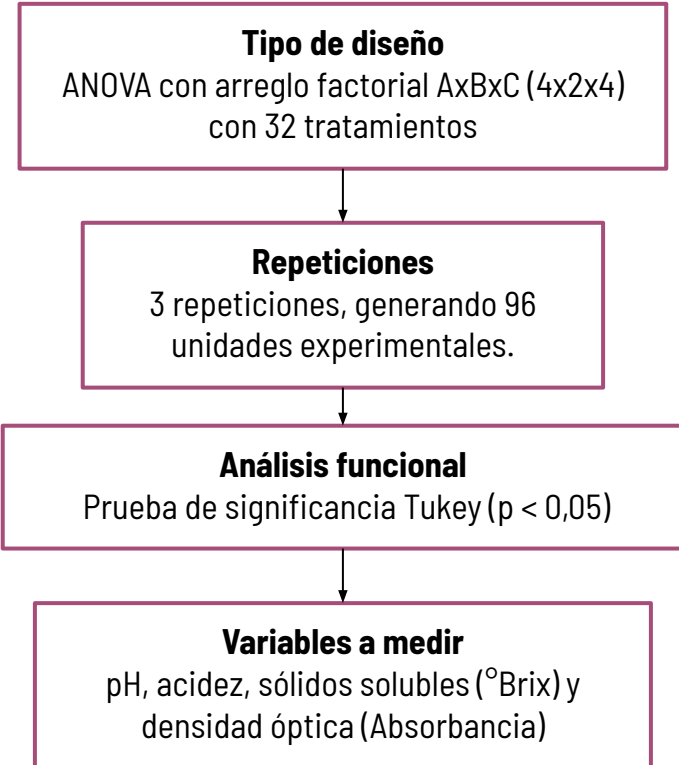 Tipo de diseño
ANOVA con arreglo factorial AxBxC (4x2x4)
con 32 tratamientos
Repeticiones
3 repeticiones, generando 96
unidades experimentales.
Análisis funcional
Prueba de significancia Tukey (p < 0,05)
Variables a medir
pH, acidez, sólidos solubles (°Brix) y
densidad óptica (Absorbancia)